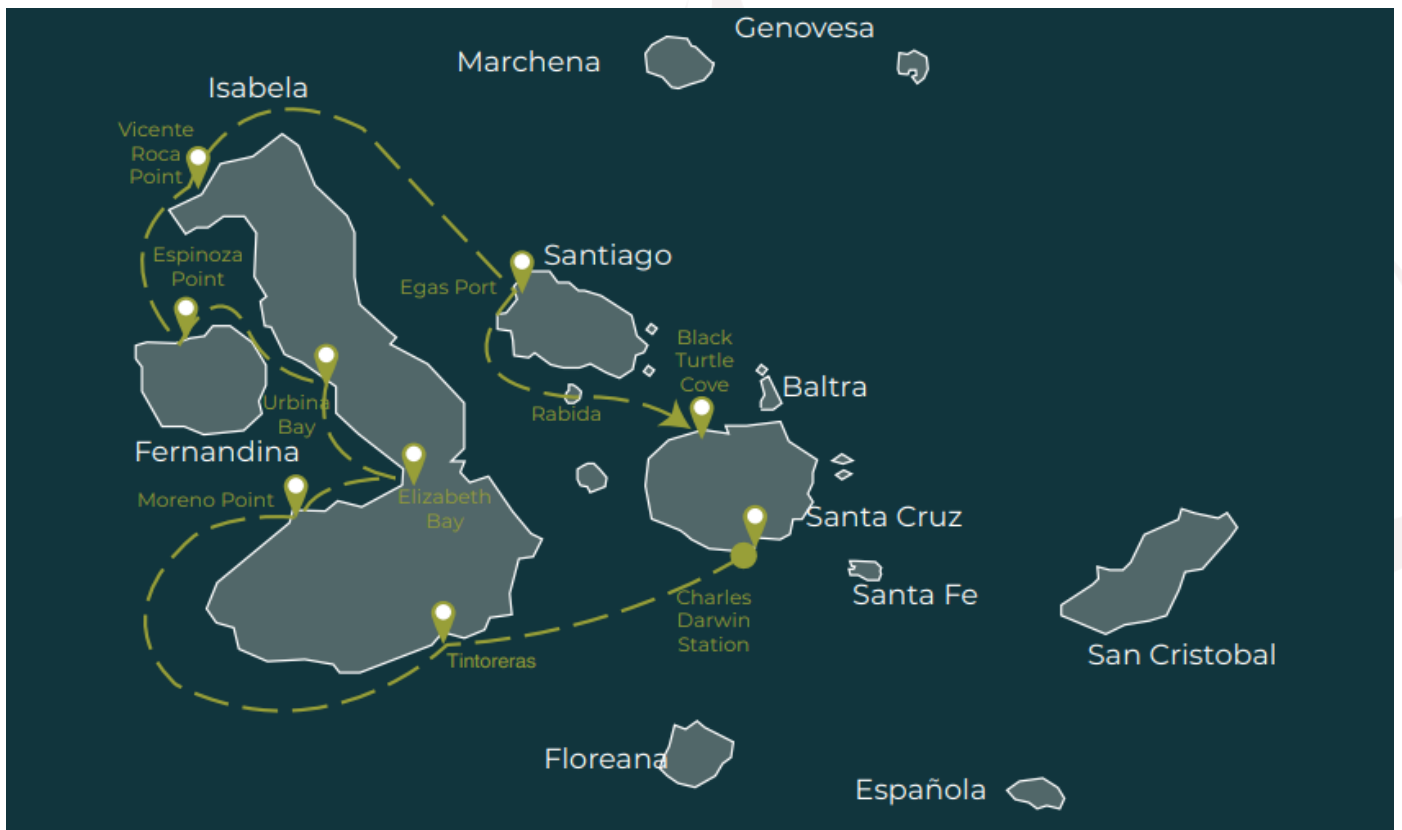 Genovesa
Marchena
Isabela
Vicente
Roca
Point
Espinoza
Point
Santiago
Egas Port
Black
Turtle
Cove
Baltra
Urbina
Bay
Rabida
Fernandina
Moreno Point
Elizabeth
Bay
Santa Cruz
Charles
Darwin
Station
Santa Fe
Tintoreras
San Cristobal
Floreana
Española